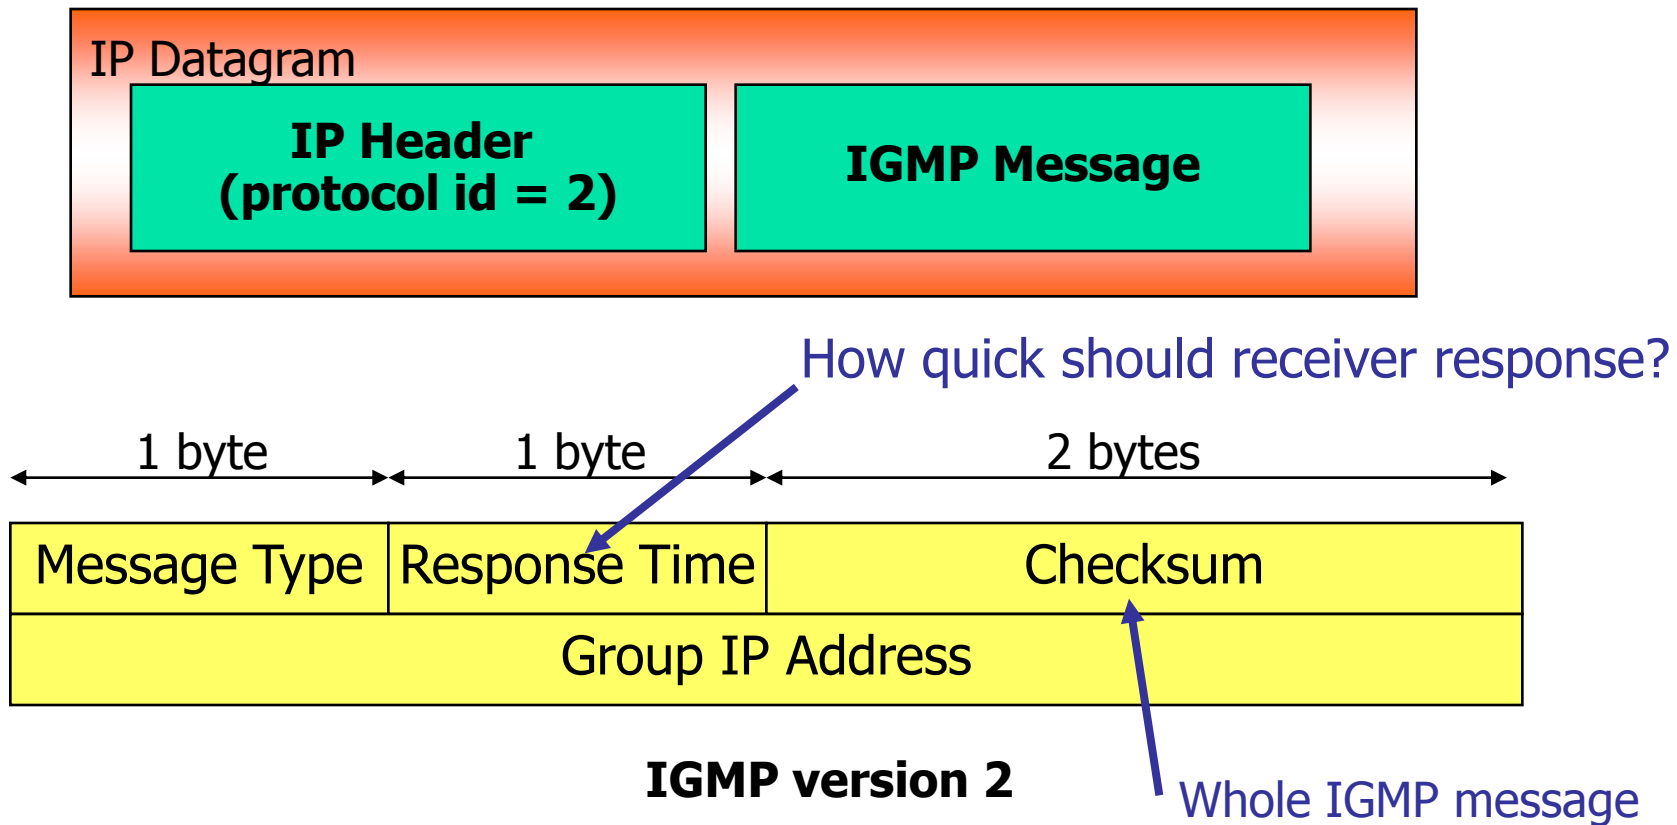 IP Datagram
IP Header
(protocol id = 2)
IGMP Message
How quick should receiver response?
1 byte
1 byte
2 bytes
Message Type
Response Time
Checksum
Group IP Address
IGMP version 2
Whole IGMP message